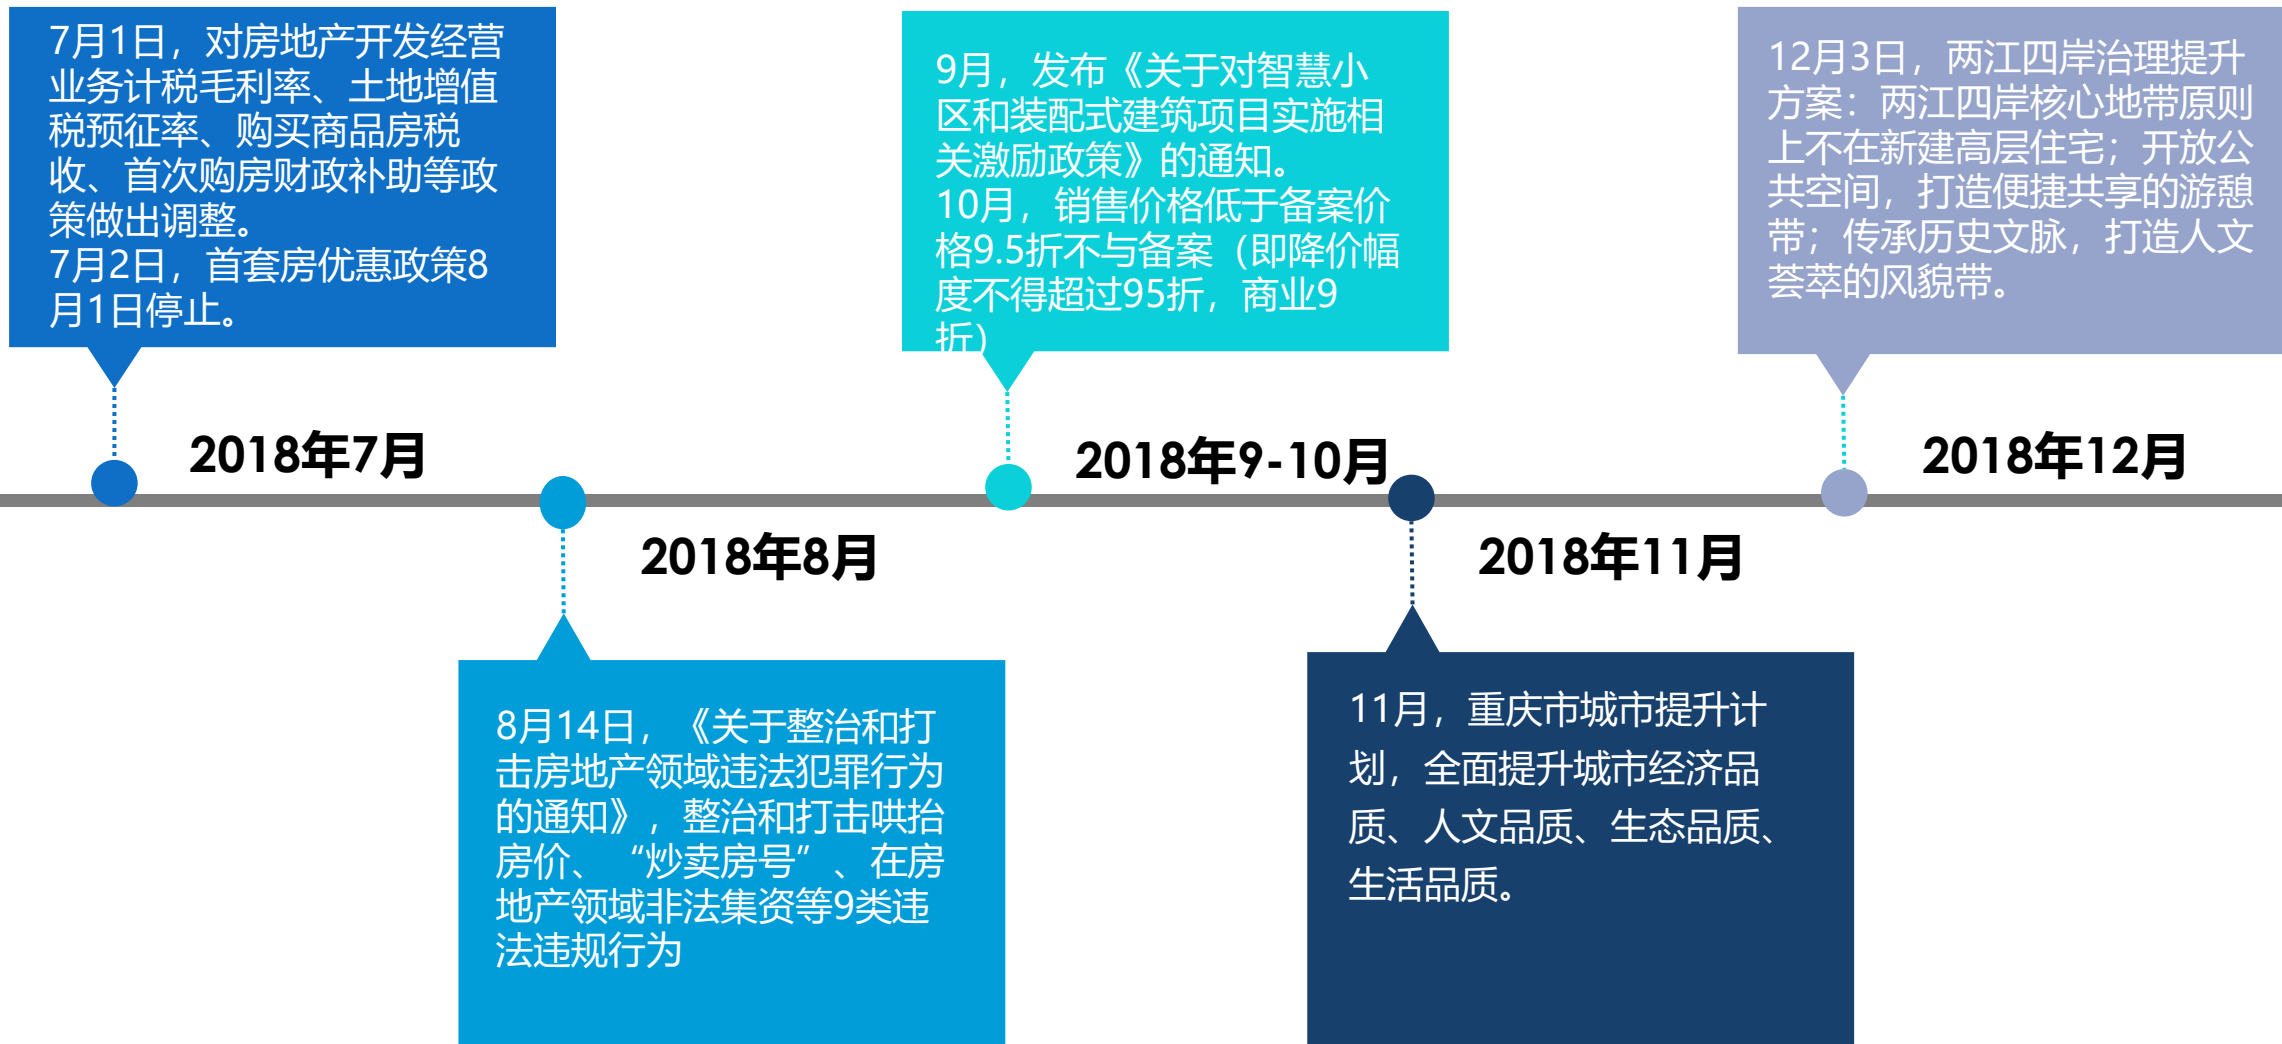 7月1日，对房地产开发经营
业务计税毛利率、土地增值
税预征率、购买商品房税
收、首次购房财政补助等政
策做出调整。
7月2日，首套房优惠政策8
月1日停止。
2018年7月
8月14日，《关于整治和打
击房地产领域违法犯罪行为
的通知》，整治和打击哄抬
房价、“炒卖房号”、在房
地产领域非法集资等9类违
法违规行为
2018年8月
9月，发布《关于对智慧小
区和装配式建筑项目实施相
关激励政策》的通知。
10月，销售价格低于备案价
格9.5折不与备案（即降价幅
度不得超过95折，商业9
折）
2018年9-10月
11月，重庆市城市提升计
划，全面提升城市经济品
质、人文品质、生态品质、
生活品质。
2018年11月
12月3日，两江四岸治理提升
方案：两江四岸核心地带原则
上不在新建高层住宅；开放公
共空间，打造便捷共享的游憩
带；传承历史文脉，打造人文
荟萃的风貌带。
2018年12月